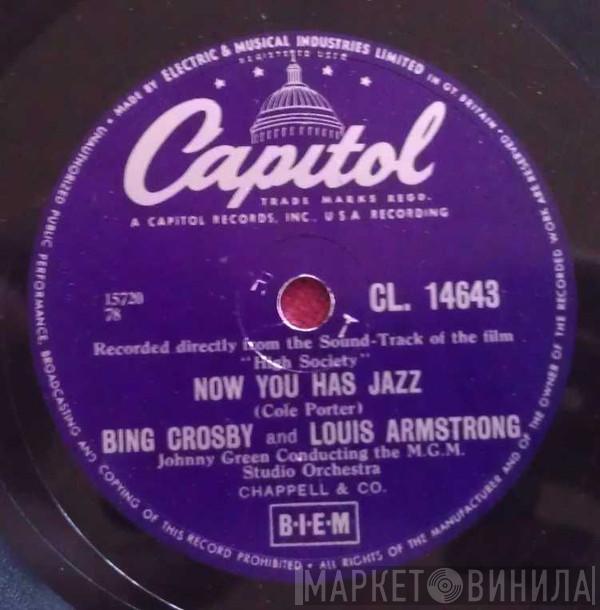 MADE BY ELECTRIC & MUSICAL INDUSTRIES LIMITED IN GT. BRITAIN · ALL RIGHTS OF THE MANUFACTURER AND OF THE OWNER OF THE RECORDED WORK ARE RESERVED ·
UNAUTHORIZED PUBLIC PERFORMANCE, BROADCASTING AND COPYING OF THIS RECORD PROHIBITED ·
REGISTERED USER
Capitol
TRADE MARKS REGD.
A CAPITOL RECORDS, INC., U S A RECORDING
15720
78
CL. 14643
Recorded directly from the Sound-Track of the film
"High Society"
NOW YOU HAS JAZZ
(Cole Porter)
BING CROSBY and LOUIS ARMSTRONG
Johnny Green Conducting the M.G.M.
Studio Orchestra
CHAPPELL & CO.
B·I·E·M
МАРКЕТ ВИНИЛА